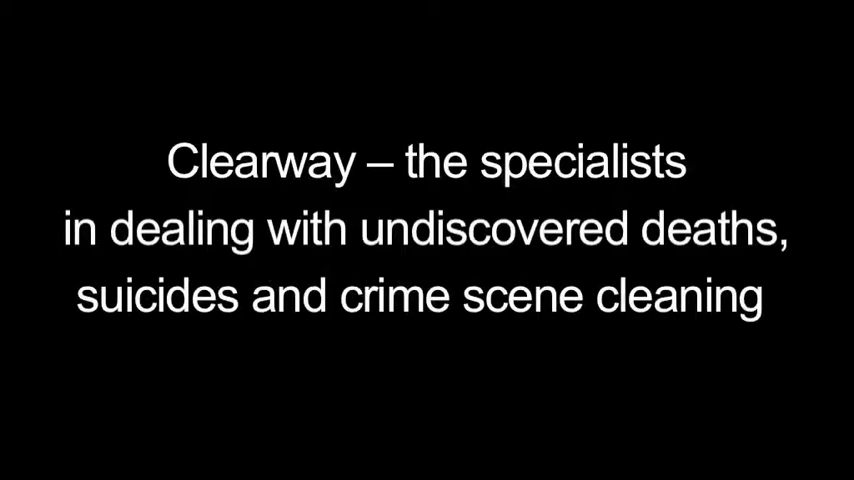 Clearway – the specialists
in dealing with undiscovered deaths,
suicides and crime scene cleaning